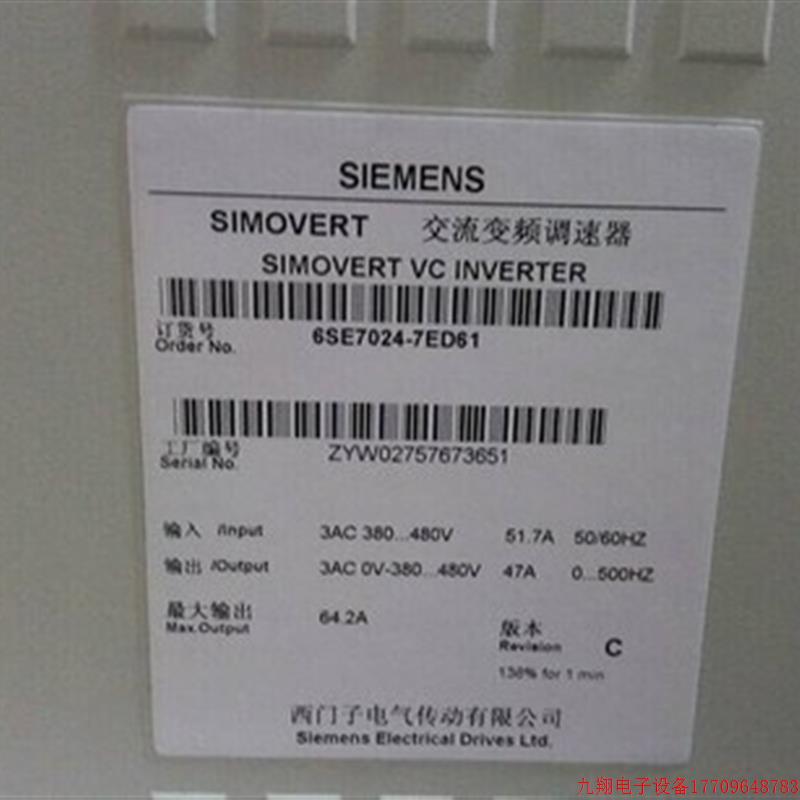 SIEMENS
SIMOVERT 交流变频调速器
SIMOVERT VC INVERTER
订货号 6SE7024-7ED61
Order No.
工厂编号 ZYW02757673651
Serial No.
输入 /Input 3AC 380...480V 51.7A 50/60HZ
输出 /Output 3AC 0V-380...480V 47A 0...500HZ
最大输出 64.2A
Max.Output
版本
Revision C
136% for 1 min
西门子电气传动有限公司
Siemens Electrical Drives Ltd.
九翔电子设备17709648783